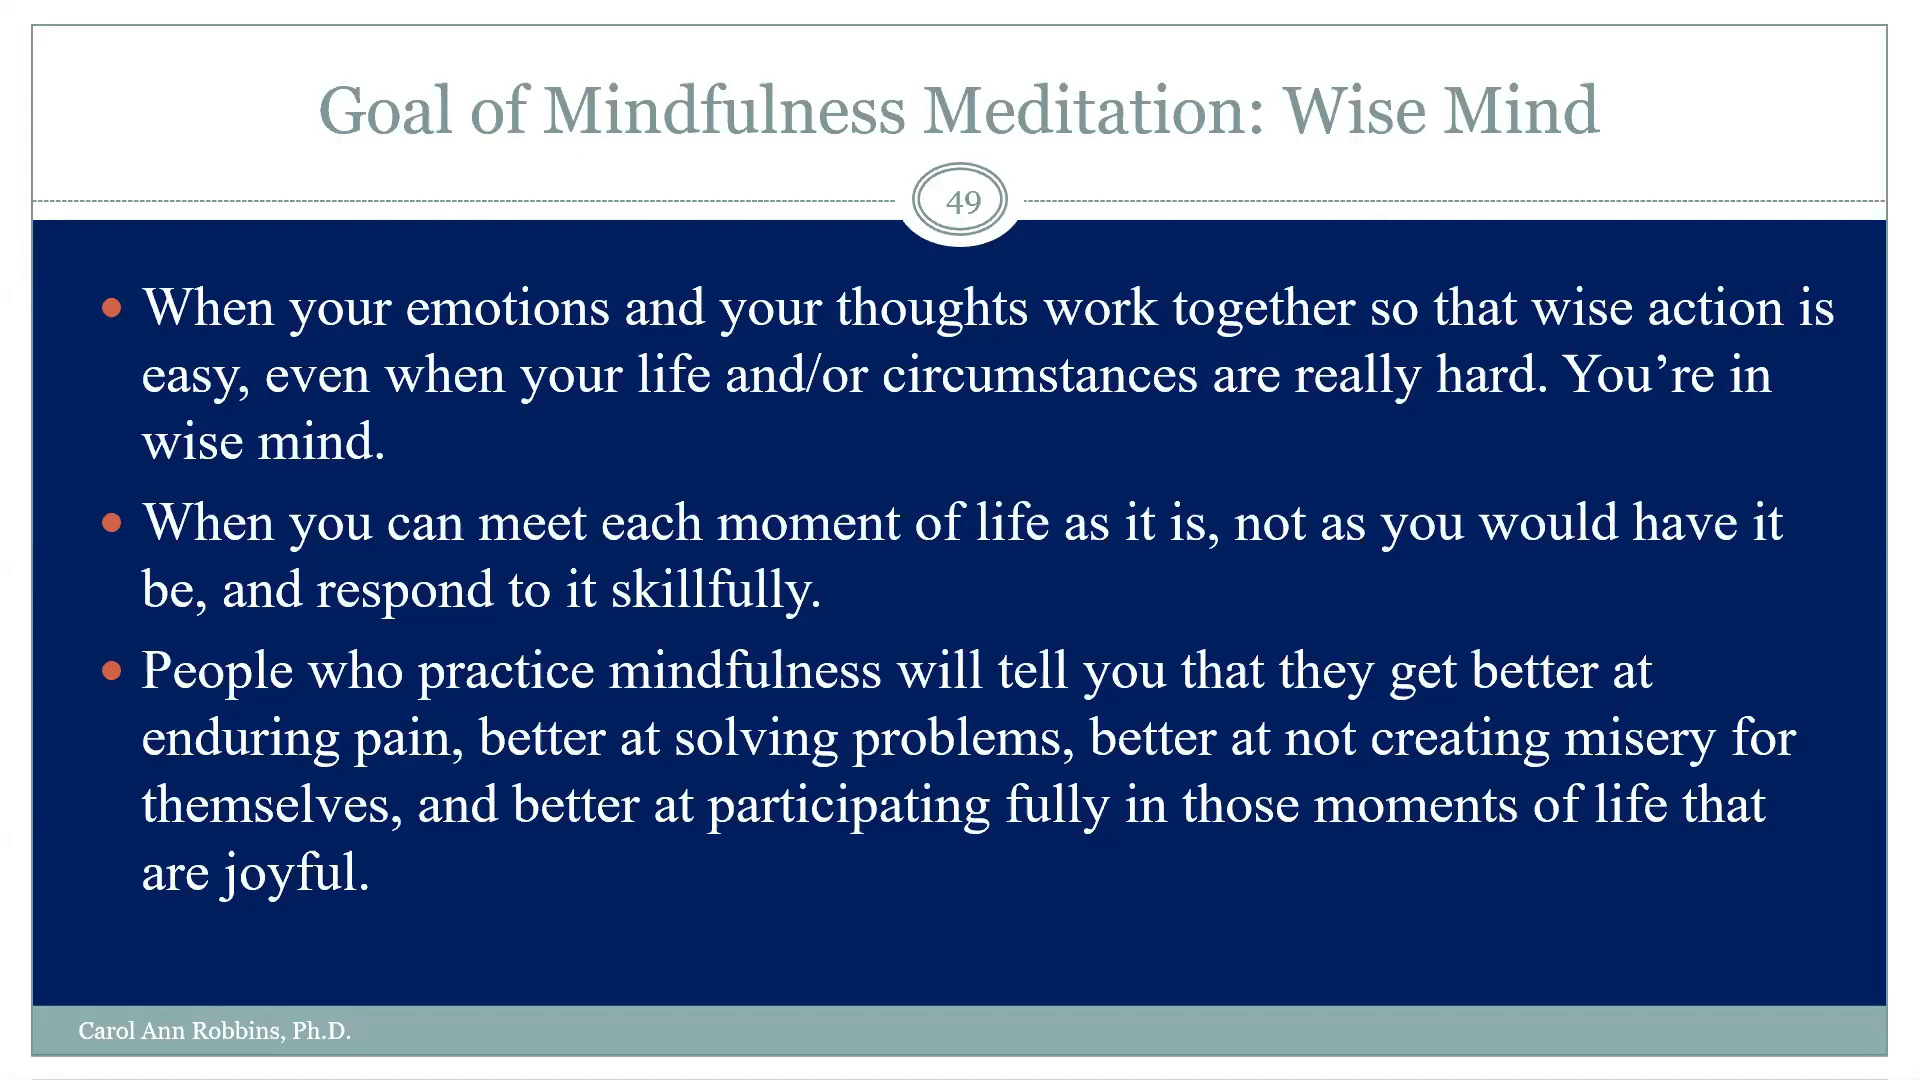 Goal of Mindfulness Meditation: Wise Mind
49
• When your emotions and your thoughts work together so that wise action is
easy, even when your life and/or circumstances are really hard. You’re in
wise mind.
• When you can meet each moment of life as it is, not as you would have it
be, and respond to it skillfully.
• People who practice mindfulness will tell you that they get better at
enduring pain, better at solving problems, better at not creating misery for
themselves, and better at participating fully in those moments of life that
are joyful.
Carol Ann Robbins, Ph.D.